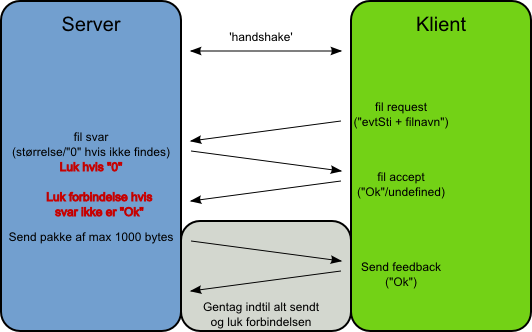 Server
Klient
'handshake'
fil request
("evtSti + filnavn")
fil svar
(størrelse/"0" hvis ikke findes)
Luk hvis "0"
fil accept
("Ok"/undefined)
Luk forbindelse hvis
svar ikke er "Ok"
Send pakke af max 1000 bytes
Send feedback
("Ok")
Gentag indtil alt sendt
og luk forbindelsen